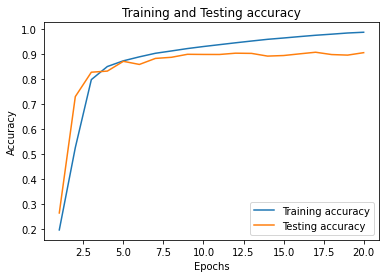 Training and Testing accuracy
1.0
0.9
0.8
0.7
0.6
0.5
0.4
0.3
0.2
Accuracy
2.5 5.0 7.5 10.0 12.5 15.0 17.5 20.0
Epochs
Training accuracy
Testing accuracy